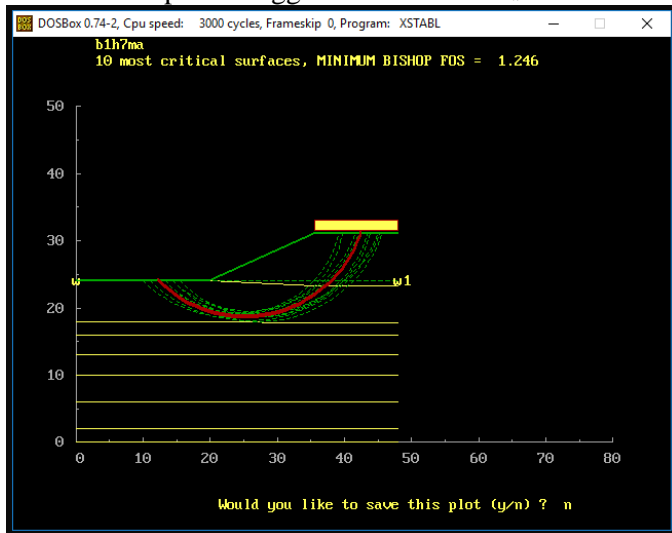 DOSBox 0.74-2, Cpu speed: 3000 cycles, Frameskip 0, Program: XSTABL
b1h7ma
10 most critical surfaces, MINIMUM BISHOP FOS = 1.246
50
40
30
w
w1
20
10
0
0 10 20 30 40 50 60 70 80
Would you like to save this plot (y/n) ? n